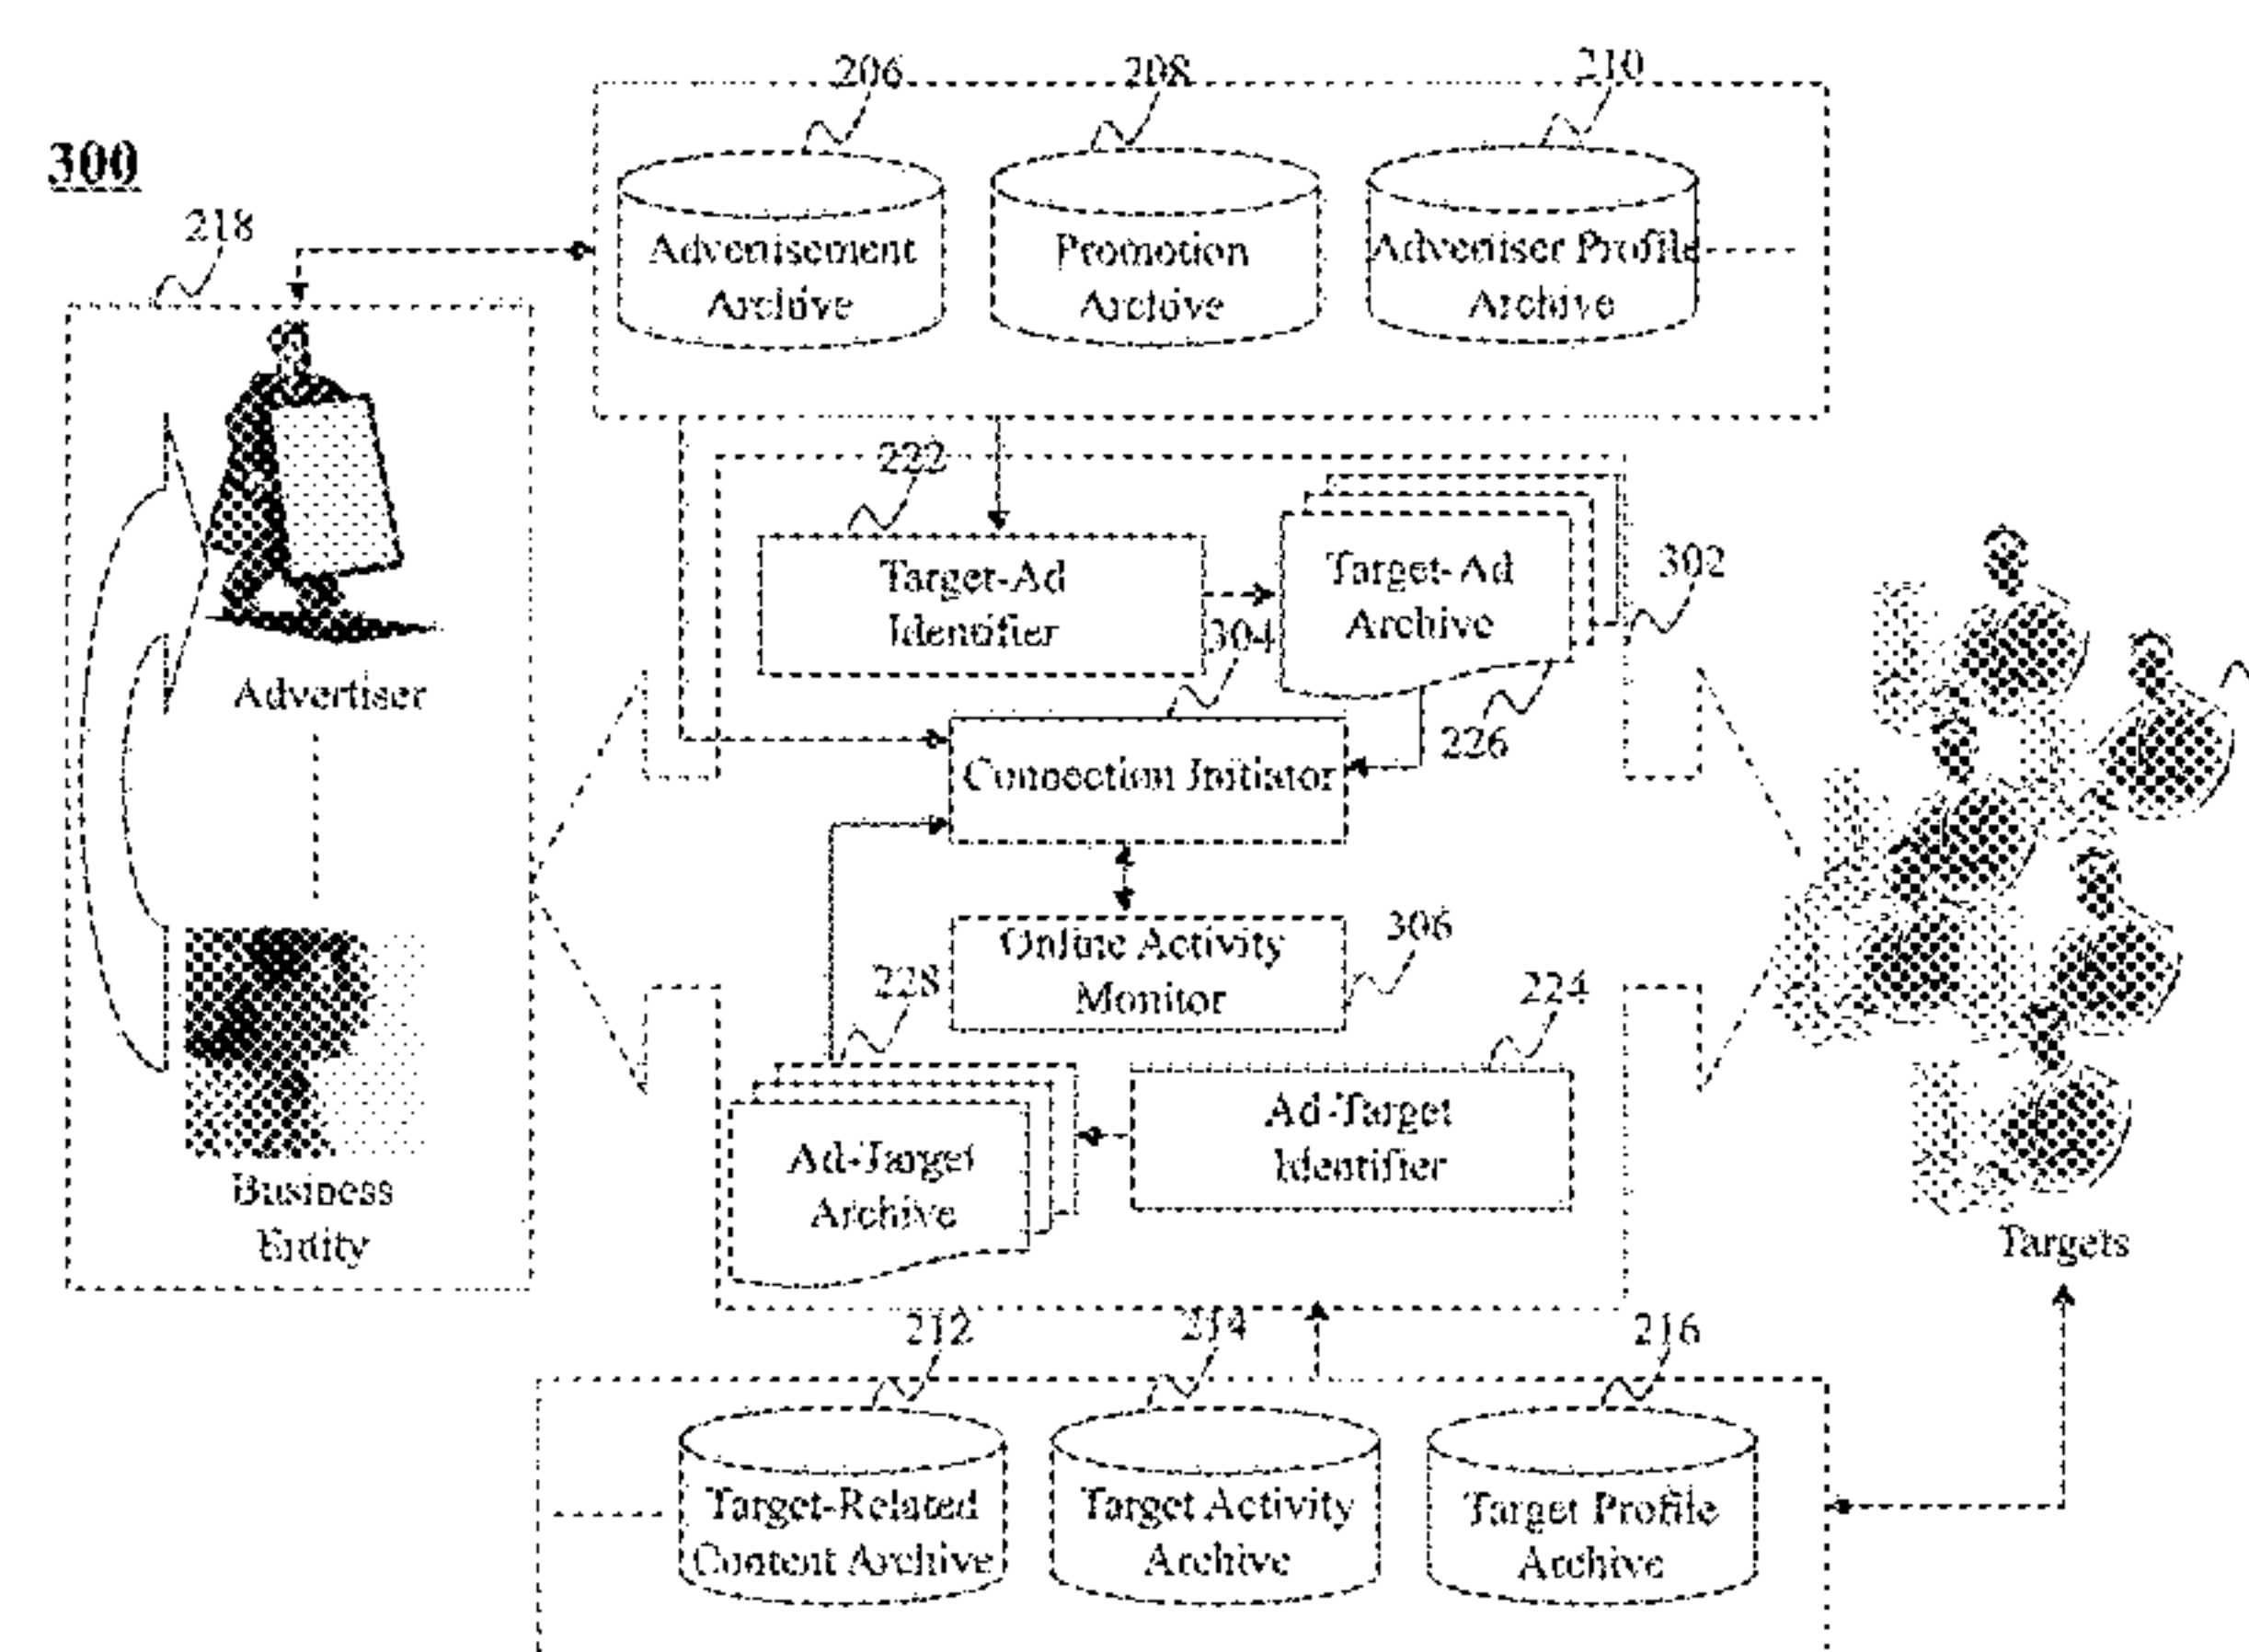 206
208
210
300
218
Advertisement
Archive
Promotion
Archive
Advertiser Profile
Archive
222
Target-Ad
Identifier
Target-Ad
Archive
302
304
Advertiser
226
Connection Initiator
306
Online Activity
Monitor
228
224
Ad-Target
Identifier
Ad-Target
Archive
Business
Entity
Targets
212
214
216
Target-Related
Content Archive
Target Activity
Archive
Target Profile
Archive